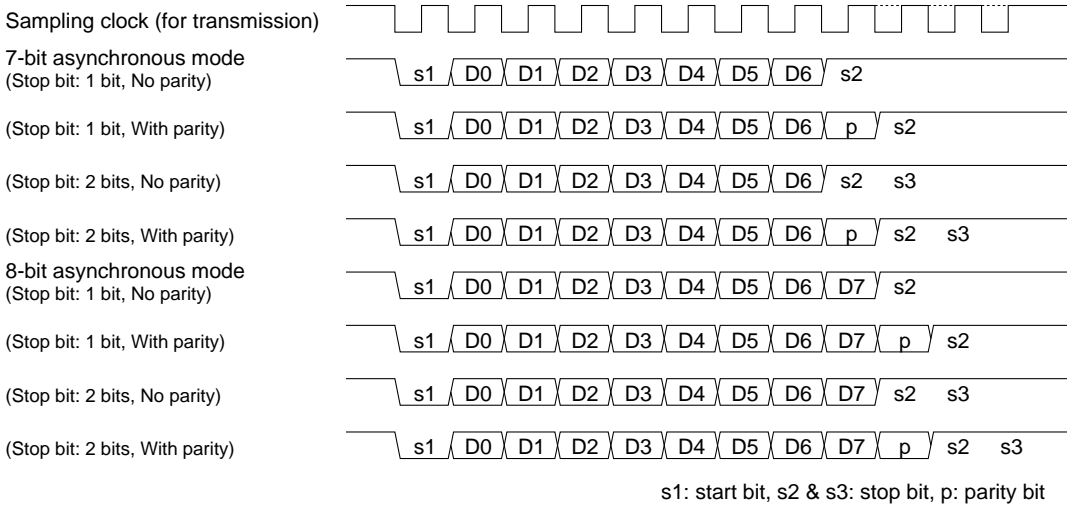 Sampling clock (for transmission)
7-bit asynchronous mode
(Stop bit: 1 bit, No parity) s1 D0 D1 D2 D3 D4 D5 D6 s2
(Stop bit: 1 bit, With parity) s1 D0 D1 D2 D3 D4 D5 D6 p s2
(Stop bit: 2 bits, No parity) s1 D0 D1 D2 D3 D4 D5 D6 s2 s3
(Stop bit: 2 bits, With parity) s1 D0 D1 D2 D3 D4 D5 D6 p s2 s3
8-bit asynchronous mode
(Stop bit: 1 bit, No parity) s1 D0 D1 D2 D3 D4 D5 D6 D7 s2
(Stop bit: 1 bit, With parity) s1 D0 D1 D2 D3 D4 D5 D6 D7 p s2
(Stop bit: 2 bits, No parity) s1 D0 D1 D2 D3 D4 D5 D6 D7 s2 s3
(Stop bit: 2 bits, With parity) s1 D0 D1 D2 D3 D4 D5 D6 D7 p s2 s3
s1: start bit, s2 & s3: stop bit, p: parity bit